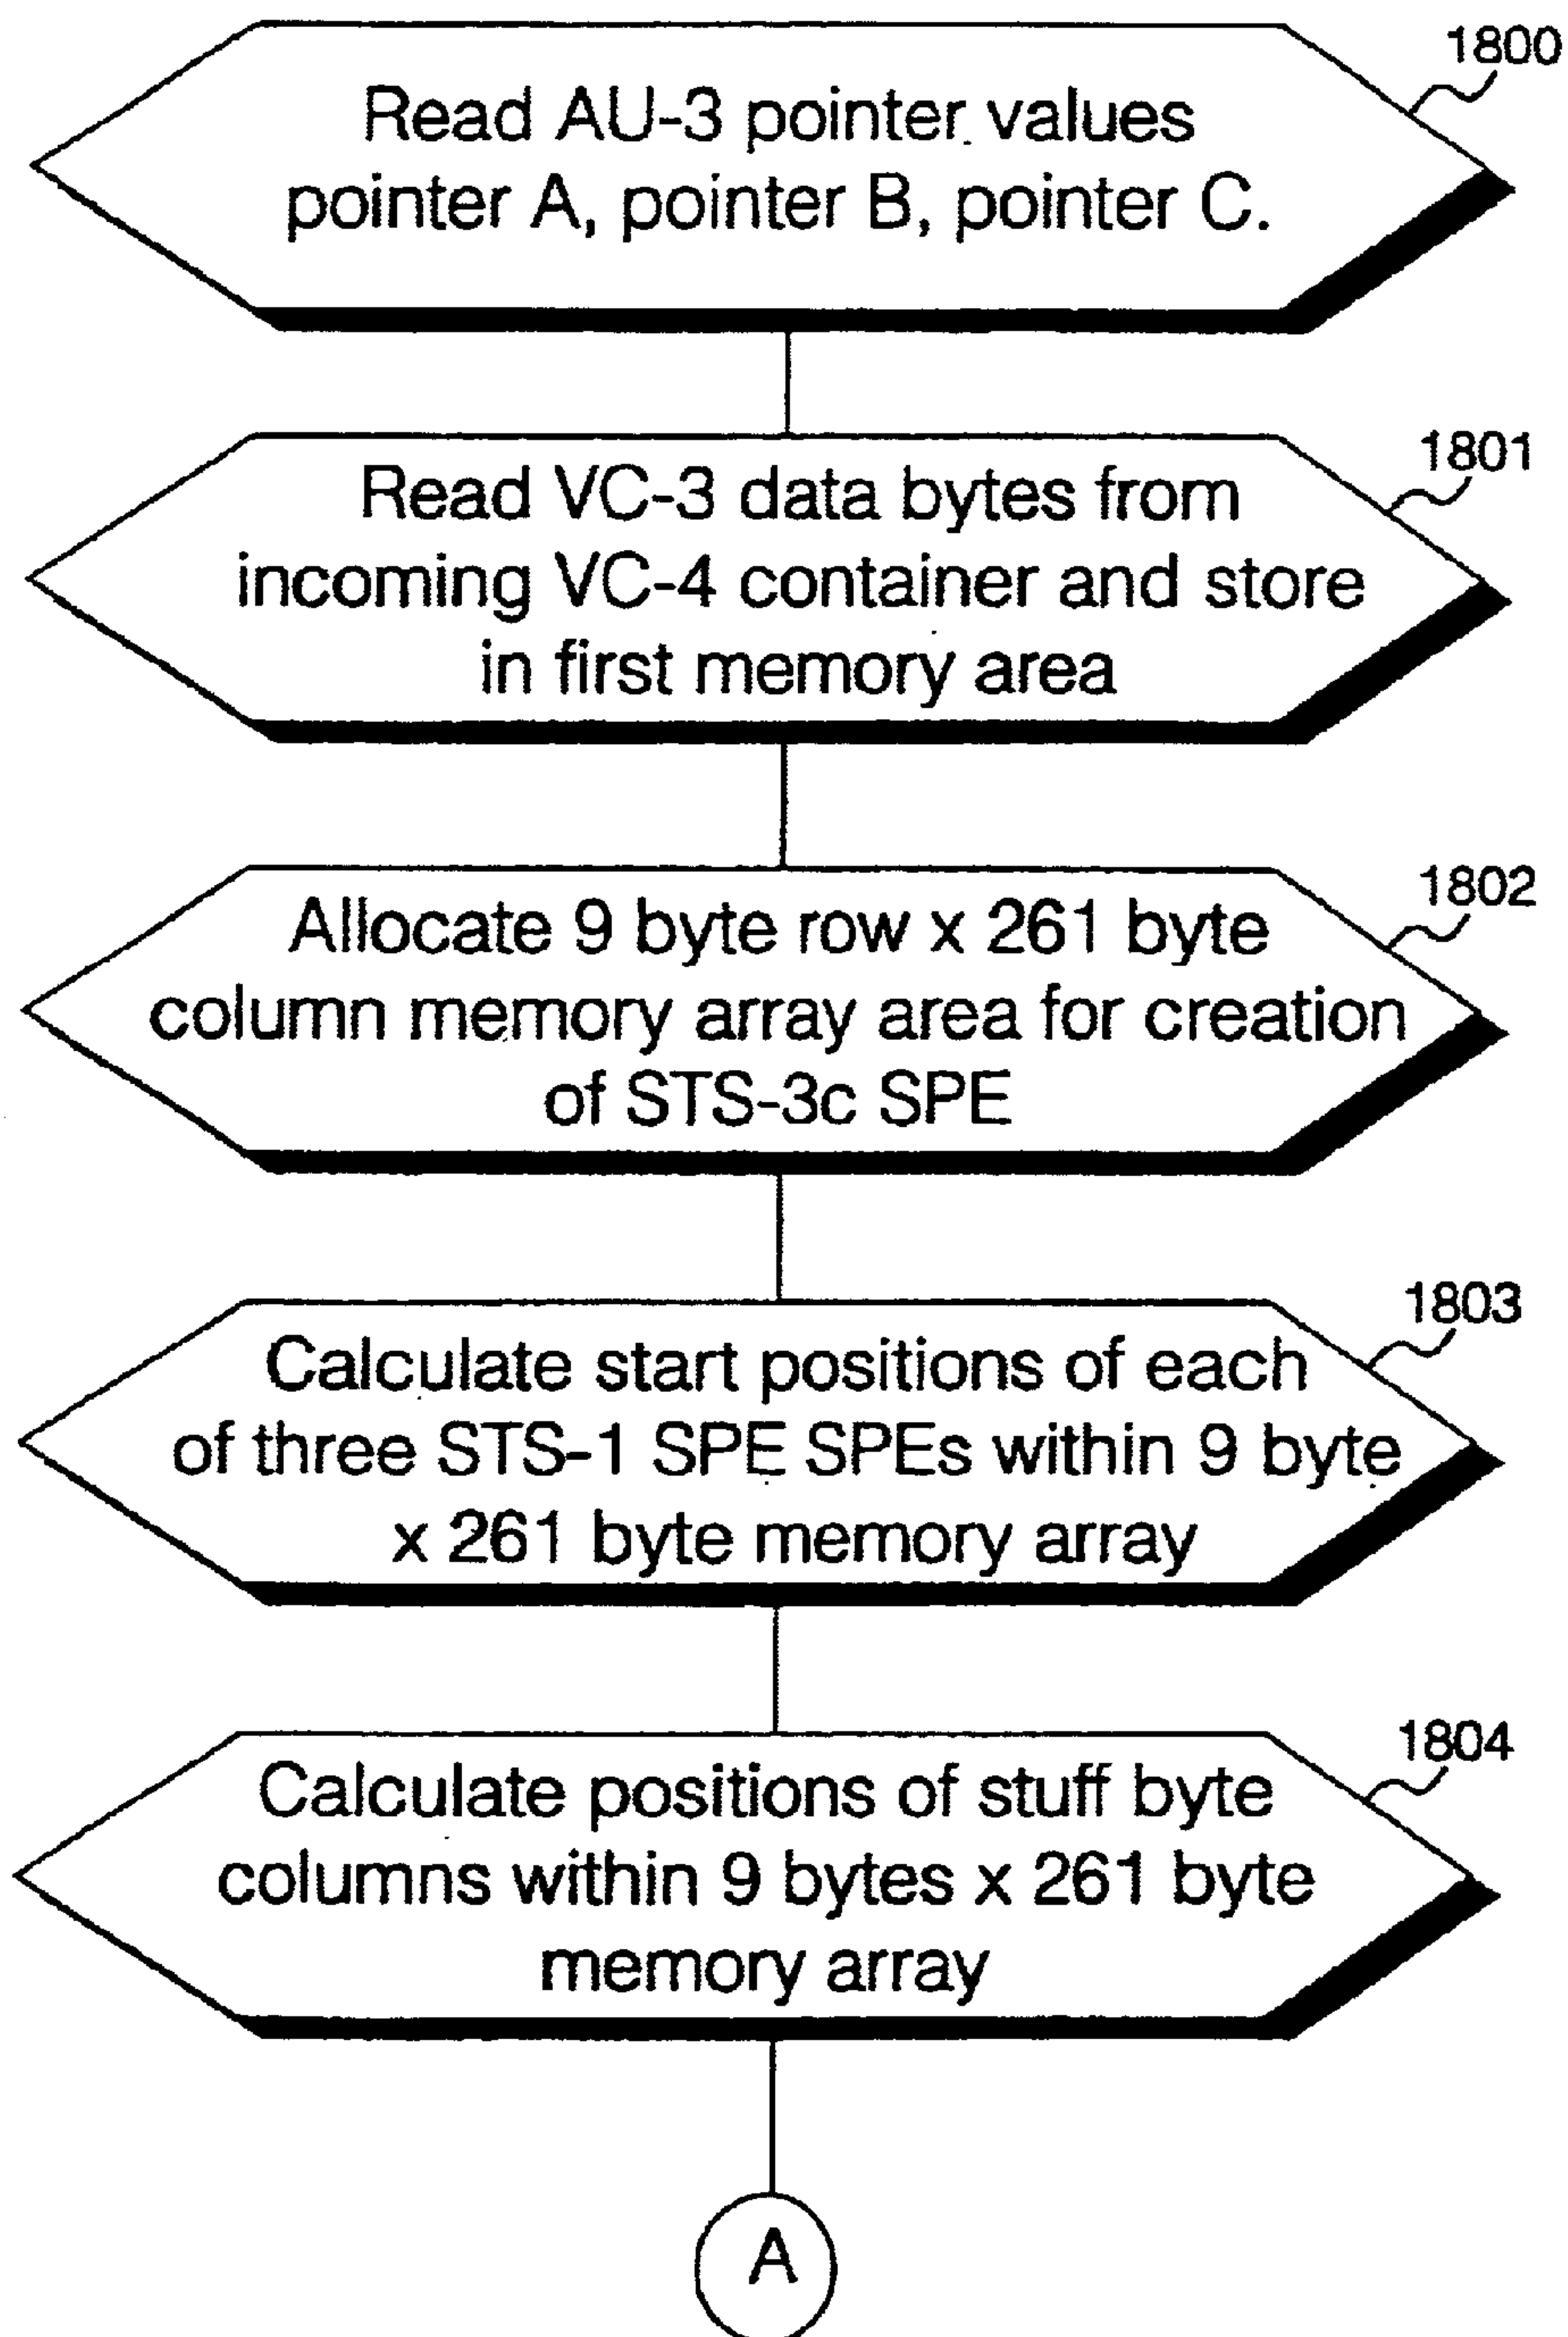 1800
Read AU-3 pointer values
pointer A, pointer B, pointer C.
1801
Read VC-3 data bytes from
incoming VC-4 container and store
in first memory area
1802
Allocate 9 byte row x 261 byte
column memory array area for creation
of STS-3c SPE
1803
Calculate start positions of each
of three STS-1 SPE SPEs within 9 byte
x 261 byte memory array
1804
Calculate positions of stuff byte
columns within 9 bytes x 261 byte
memory array
A